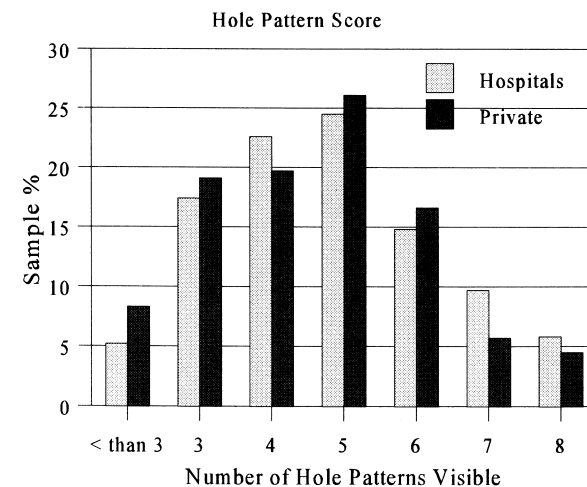 Hole Pattern Score
30
25
20
15
10
5
0
Sample %
Hospitals
Private
< than 3 3 4 5 6 7 8
Number of Hole Patterns Visible